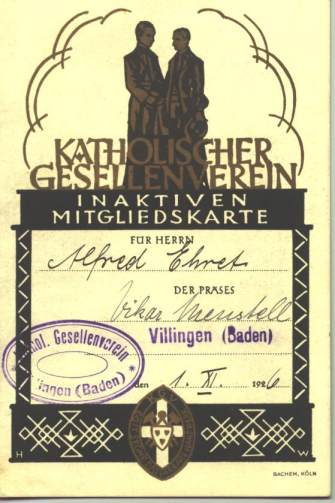 KATHOLISCHER
GESELLENVEREIN
INAKTIVEN
MITGLIEDSKARTE
FÜR HERRN
Alfred Ehret
DER PRÄSES
Vikar
Villingen (Baden)
Gesellenverein
(Baden) *
den 1. XI. 1926
H W
BACHEM, KÖLN